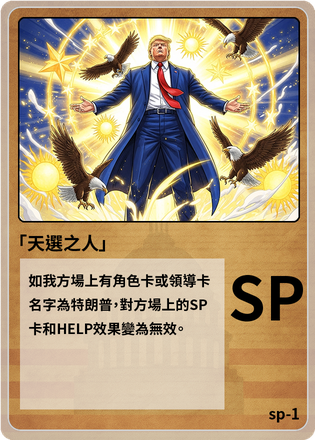 「天選之人」
如我方場上有角色卡或領導卡
名字為特朗普，對方場上的SP
卡和HELP效果變為無效。
SP
sp-1